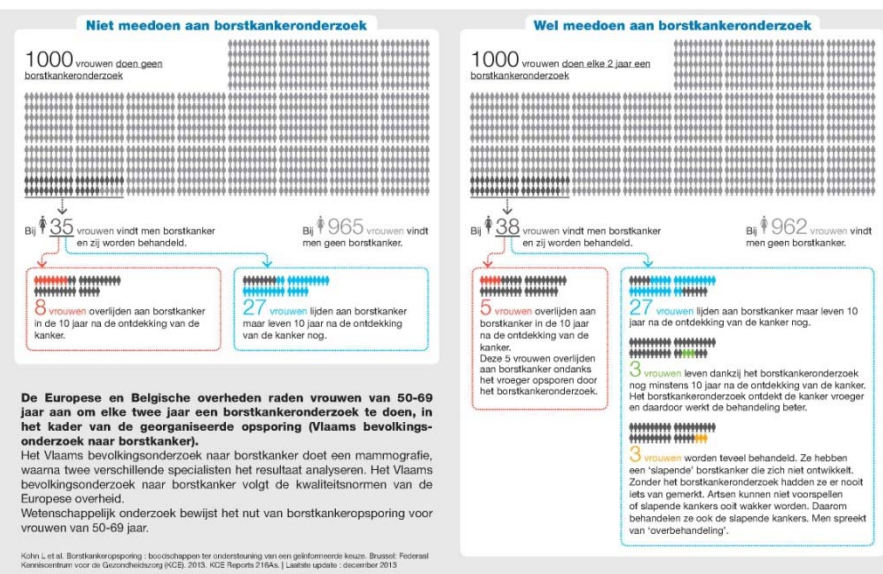 Niet meedoen aan borstkankeronderzoek
1000 vrouwen doen geen
borstkankeronderzoek
Bij 35 vrouwen vindt men borstkanker
en zij worden behandeld.
Bij 965 vrouwen vindt
men geen borstkanker.
8 vrouwen overlijden aan borstkanker
in de 10 jaar na de ontdekking van de
kanker.
27 vrouwen lijden aan borstkanker
maar leven 10 jaar na de ontdekking
van de kanker nog.
De Europese en Belgische overheden raden vrouwen van 50-69
jaar aan om elke twee jaar een borstkankeronderzoek te doen, in
het kader van de georganiseerde opsporing (Vlaams bevolkings-
onderzoek naar borstkanker).
Het Vlaams bevolkingsonderzoek naar borstkanker doet een mammografie,
waarna twee verschillende specialisten het resultaat analyseren. Het Vlaams
bevolkingsonderzoek naar borstkanker volgt de kwaliteitsnormen van de
Europese overheid.
Wetenschappelijk onderzoek bewijst het nut van borstkankeropsporing voor
vrouwen van 50-69 jaar.
Kohn L et al. Borstkankeropsporing : boodschappen ter ondersteuning van een geïnformeerde keuze. Brussel: Federaal
Kenniscentrum voor de Gezondheidszorg (KCE). 2013. KCE Reports 216As. | Laatste update : december 2013
Wel meedoen aan borstkankeronderzoek
1000 vrouwen doen elke 2 jaar een
borstkankeronderzoek
Bij 38 vrouwen vindt men borstkanker
en zij worden behandeld.
Bij 962 vrouwen vindt
men geen borstkanker.
5 vrouwen overlijden aan
borstkanker in de 10 jaar
na de ontdekking van de
kanker.
Deze 5 vrouwen overlijden
aan borstkanker ondanks
het vroeger opsporen door
het borstkankeronderzoek.
27 vrouwen lijden aan borstkanker maar leven 10
jaar na de ontdekking van de kanker nog.
3 vrouwen leven dankzij het borstkankeronderzoek
nog minstens 10 jaar na de ontdekking van de kanker.
Het borstkankeronderzoek ontdekt de kanker vroeger
en daardoor werkt de behandeling beter.
3 vrouwen worden teveel behandeld. Ze hebben
een 'slapende' borstkanker die zich niet ontwikkelt.
Zonder het borstkankeronderzoek hadden ze er nooit
iets van gemerkt. Artsen kunnen niet voorspellen
of slapende kankers ooit wakker worden. Daarom
behandelen ze ook de slapende kankers. Men spreekt
van 'overbehandeling'.